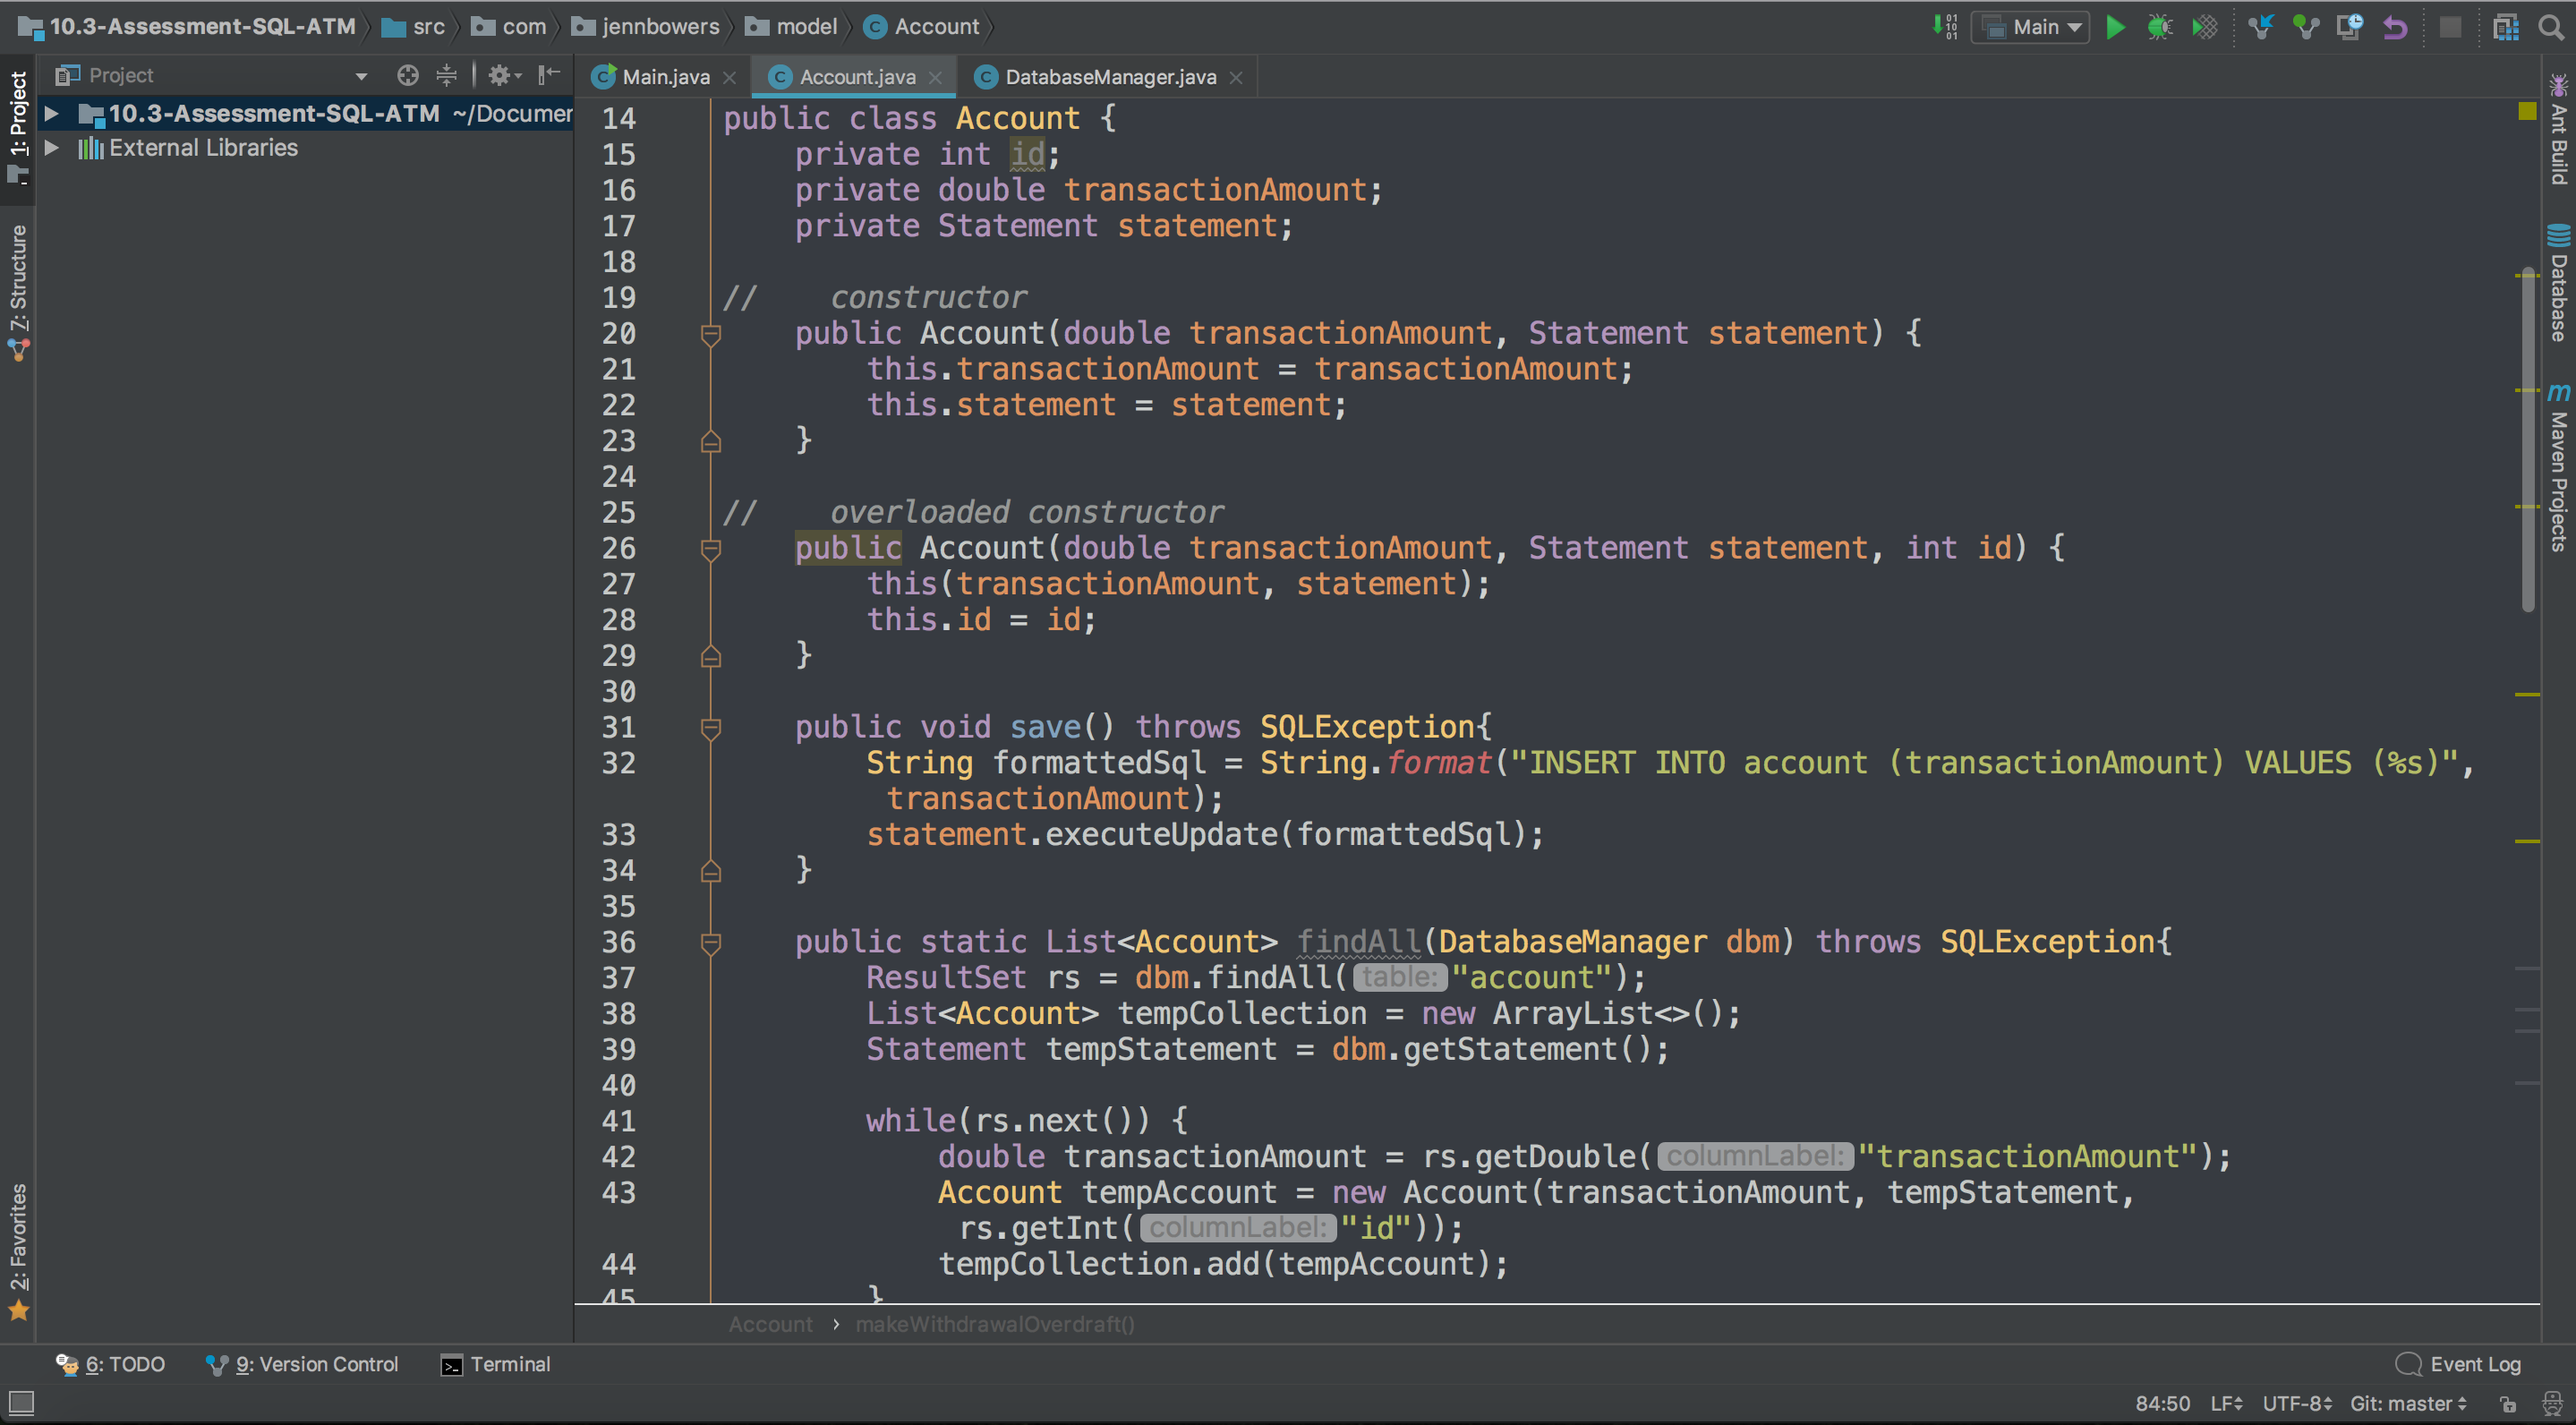 10.3-Assessment-SQL-ATM src com jennbowers model Account
Main
Project
Main.java Account.java DatabaseManager.java
10.3-Assessment-SQL-ATM ~/Documen
External Libraries
1: Project
7: Structure
2: Favorites
14 public class Account {
15 private int id;
16 private double transactionAmount;
17 private Statement statement;
18
19 // constructor
20 public Account(double transactionAmount, Statement statement) {
21 this.transactionAmount = transactionAmount;
22 this.statement = statement;
23 }
24
25 // overloaded constructor
26 public Account(double transactionAmount, Statement statement, int id) {
27 this(transactionAmount, statement);
28 this.id = id;
29 }
30
31 public void save() throws SQLException{
32 String formattedSql = String.format("INSERT INTO account (transactionAmount) VALUES (%s)",
transactionAmount);
33 statement.executeUpdate(formattedSql);
34 }
35
36 public static List<Account> findAll(DatabaseManager dbm) throws SQLException{
37 ResultSet rs = dbm.findAll( table: "account");
38 List<Account> tempCollection = new ArrayList<>();
39 Statement tempStatement = dbm.getStatement();
40
41 while(rs.next()) {
42 double transactionAmount = rs.getDouble( columnLabel: "transactionAmount");
43 Account tempAccount = new Account(transactionAmount, tempStatement,
rs.getInt( columnLabel: "id"));
44 tempCollection.add(tempAccount);
45 }
Account › makeWithdrawalOverdraft()
Ant Build
Database
Maven Projects
6: TODO 9: Version Control Terminal Event Log
84:50 LF UTF-8 Git: master